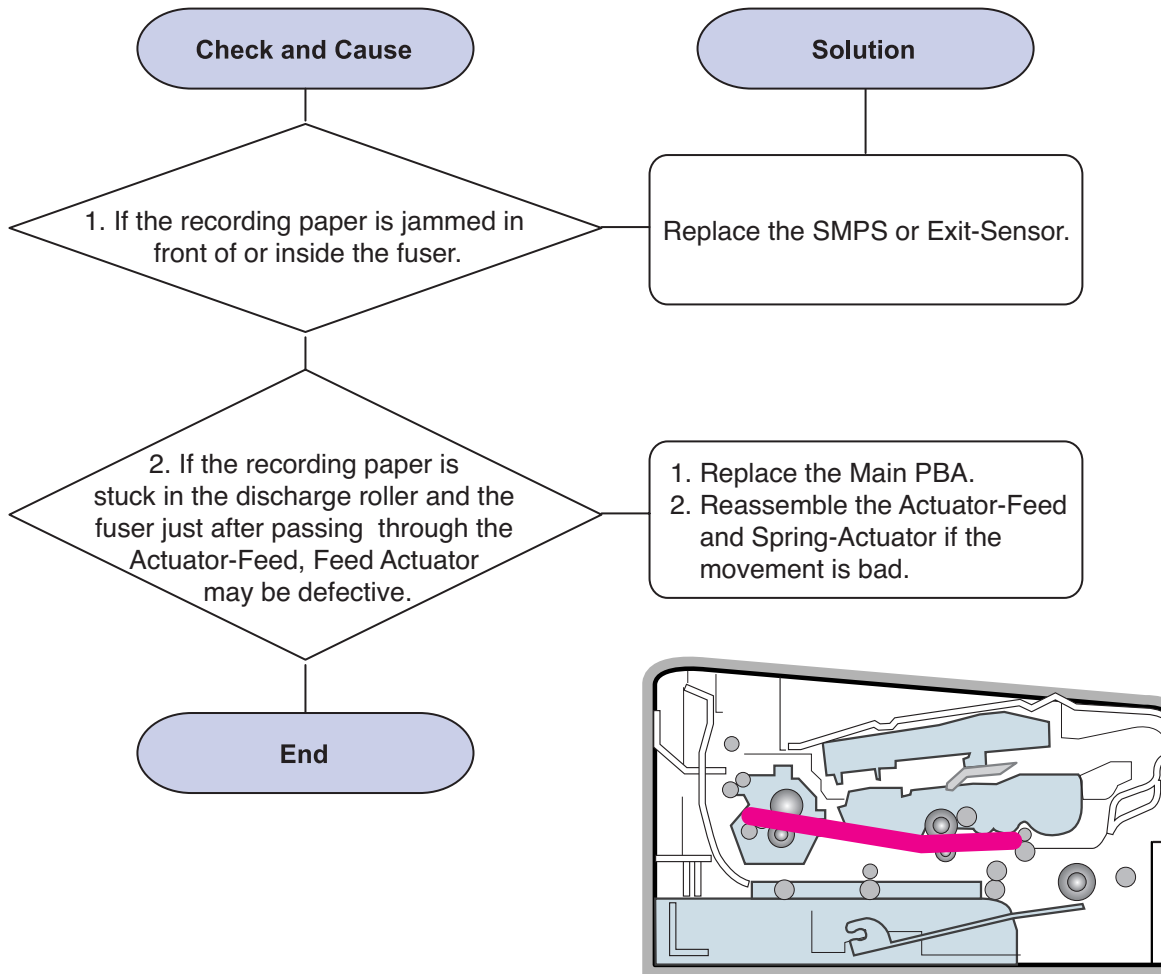 Check and Cause
Solution
1. If the recording paper is jammed in
front of or inside the fuser.
Replace the SMPS or Exit-Sensor.
2. If the recording paper is
stuck in the discharge roller and the
fuser just after passing through the
Actuator-Feed, Feed Actuator
may be defective.
1. Replace the Main PBA.
2. Reassemble the Actuator-Feed
and Spring-Actuator if the
movement is bad.
End